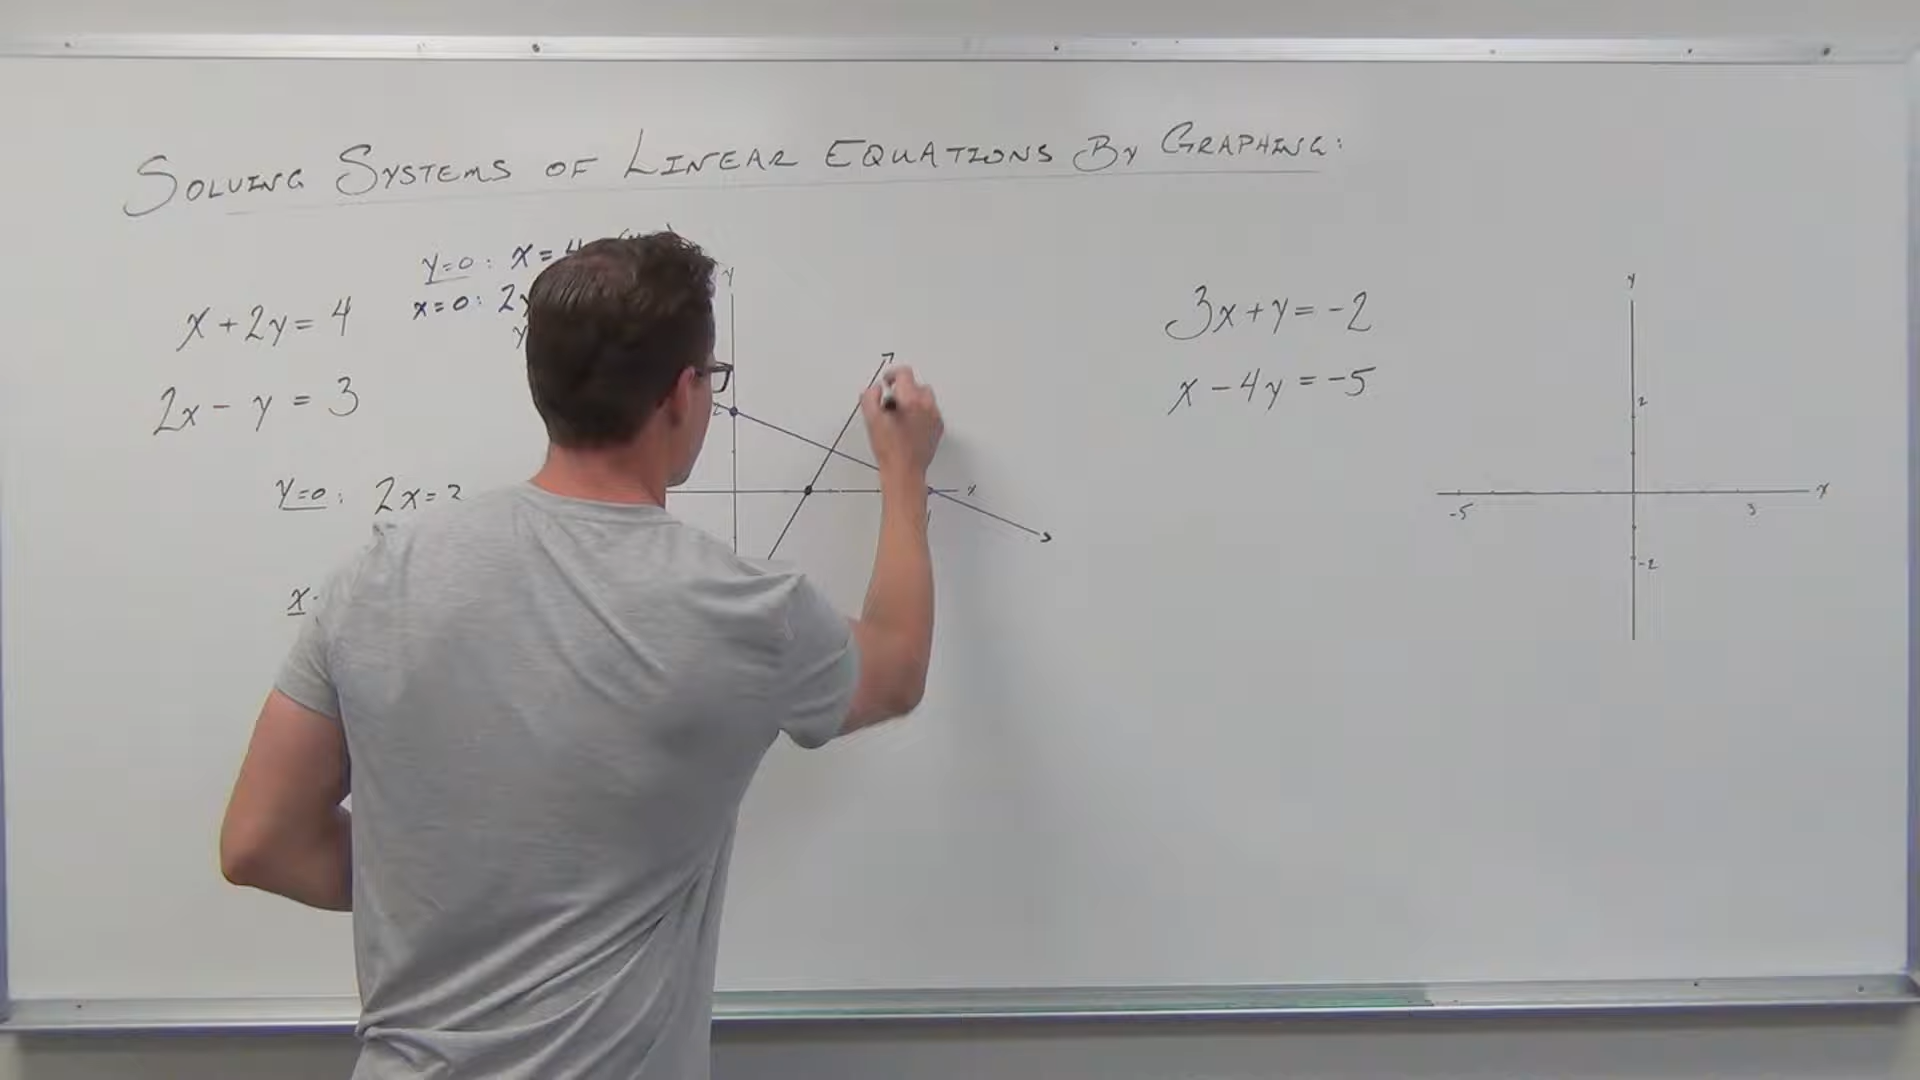 SOLVING SYSTEMS OF LINEAR EQUATIONS BY GRAPHING:
y=0: x=4
x=0: 2y
y
x+2y=4
2x-y=3
y=0: 2x=3
x
y
2
x
3x+y=-2
x-4y=-5
y
2
-5
3
x
-2